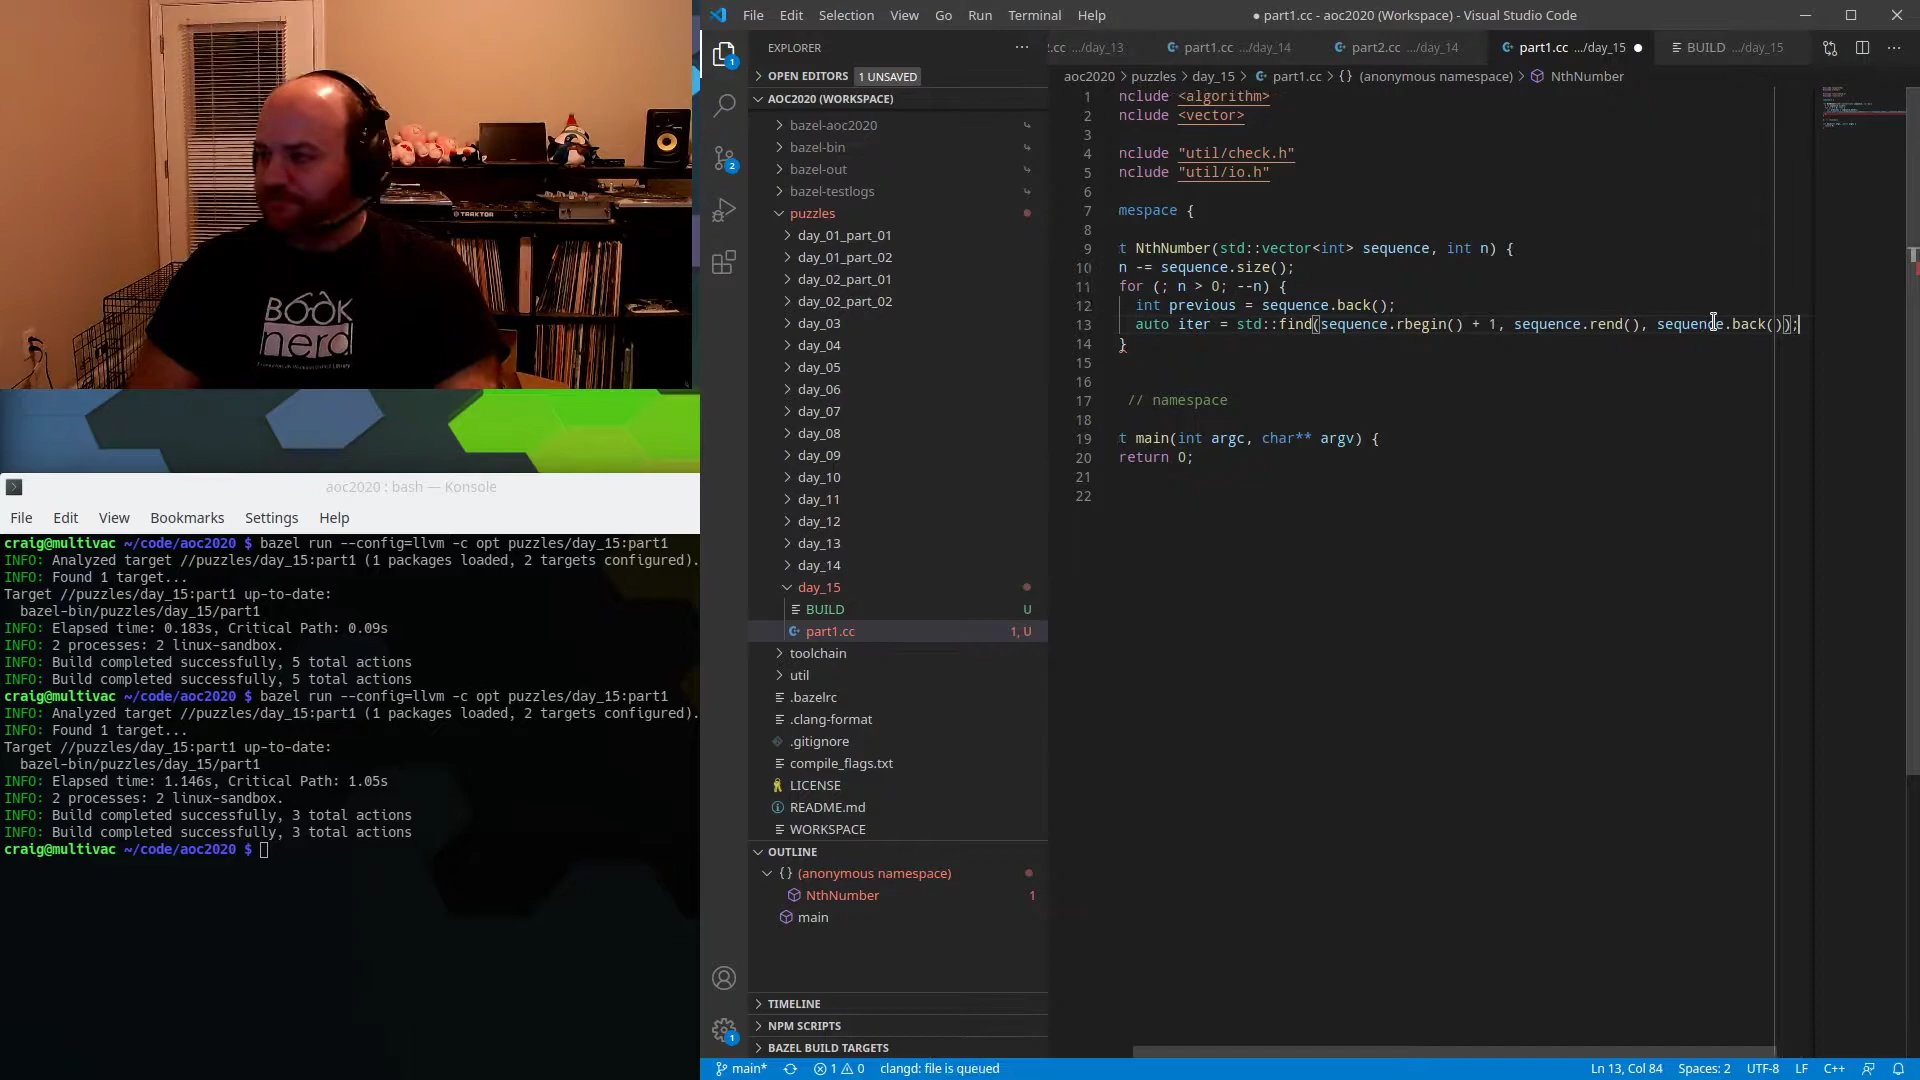 BOOK
nerd
TRAKTOR
aoc2020 : bash — Konsole
File Edit View Bookmarks Settings Help
craig@multivac ~/code/aoc2020 $ bazel run --config=llvm -c opt puzzles/day_15:part1
INFO: Analyzed target //puzzles/day_15:part1 (1 packages loaded, 2 targets configured).
INFO: Found 1 target...
Target //puzzles/day_15:part1 up-to-date:
bazel-bin/puzzles/day_15/part1
INFO: Elapsed time: 0.183s, Critical Path: 0.09s
INFO: 2 processes: 2 linux-sandbox.
INFO: Build completed successfully, 5 total actions
INFO: Build completed successfully, 5 total actions
craig@multivac ~/code/aoc2020 $ bazel run --config=llvm -c opt puzzles/day_15:part1
INFO: Analyzed target //puzzles/day_15:part1 (1 packages loaded, 2 targets configured).
INFO: Found 1 target...
Target //puzzles/day_15:part1 up-to-date:
bazel-bin/puzzles/day_15/part1
INFO: Elapsed time: 1.146s, Critical Path: 1.05s
INFO: 2 processes: 2 linux-sandbox.
INFO: Build completed successfully, 3 total actions
INFO: Build completed successfully, 3 total actions
craig@multivac ~/code/aoc2020 $
File Edit Selection View Go Run Terminal Help ● part1.cc - aoc2020 (Workspace) - Visual Studio Code
EXPLORER
OPEN EDITORS 1 UNSAVED
AOC2020 (WORKSPACE)
bazel-aoc2020
bazel-bin
bazel-out
bazel-testlogs
puzzles
day_01_part_01
day_01_part_02
day_02_part_01
day_02_part_02
day_03
day_04
day_05
day_06
day_07
day_08
day_09
day_10
day_11
day_12
day_13
day_14
day_15
BUILD U
part1.cc 1, U
toolchain
util
.bazelrc
.clang-format
.gitignore
compile_flags.txt
LICENSE
README.md
WORKSPACE
OUTLINE
{} (anonymous namespace)
NthNumber 1
main
TIMELINE
NPM SCRIPTS
BAZEL BUILD TARGETS
.cc .../day_13 part1.cc .../day_14 part2.cc .../day_14 part1.cc .../day_15 ● BUILD .../day_15
aoc2020 > puzzles > day_15 > part1.cc > {} (anonymous namespace) > NthNumber
1 nclude <algorithm>
2 nclude <vector>
3
4 nclude "util/check.h"
5 nclude "util/io.h"
6
7 mespace {
8
9 t NthNumber(std::vector<int> sequence, int n) {
10 n -= sequence.size();
11 for (; n > 0; --n) {
12 int previous = sequence.back();
13 auto iter = std::find(sequence.rbegin() + 1, sequence.rend(), sequence.back());
14 }
15
16
17 // namespace
18
19 t main(int argc, char** argv) {
20 return 0;
21
22
main* 1 0 clangd: file is queued Ln 13, Col 84 Spaces: 2 UTF-8 LF C++